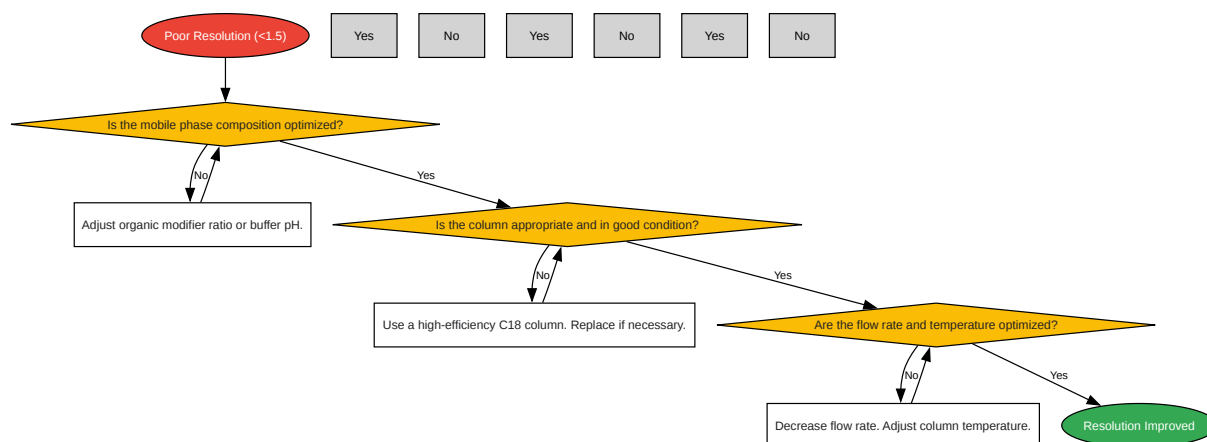 Poor Resolution (<1.5)
Yes
No
Yes
No
Yes
No
Is the mobile phase composition optimized?
No
Yes
Adjust organic modifier ratio or buffer pH.
Is the column appropriate and in good condition?
No
Yes
Use a high-efficiency C18 column. Replace if necessary.
Are the flow rate and temperature optimized?
No
Yes
Decrease flow rate. Adjust column temperature.
Resolution Improved